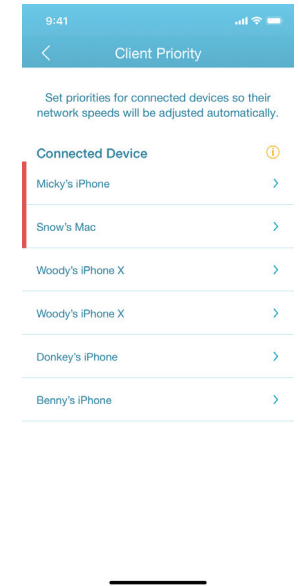 9:41
Client Priority
Set priorities for connected devices so their
network speeds will be adjusted automatically.
Connected Device
Micky's iPhone
Snow's Mac
Woody's iPhone X
Woody's iPhone X
Donkey's iPhone
Benny's iPhone